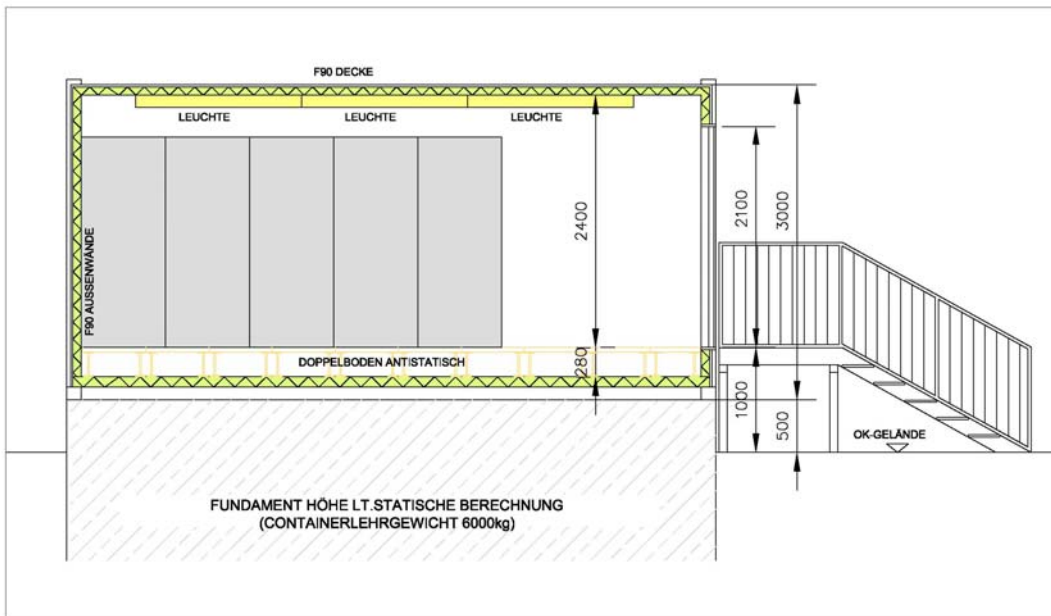 F90 DECKE
LEUCHTE LEUCHTE LEUCHTE
F90 AUSSENWÄNDE
2400
2100
3000
DOPPELBODEN ANTISTATISCH
280
1000
500
OK-GELÄNDE
FUNDAMENT HÖHE LT.STATISCHE BERECHNUNG
(CONTAINERLEHRGEWICHT 6000kg)